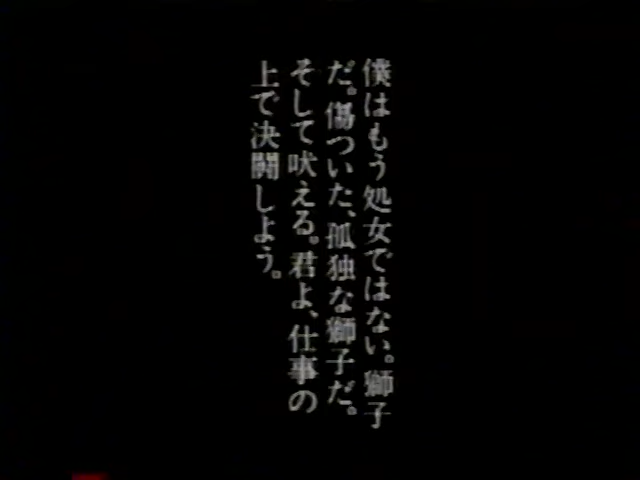 僕はもう処女ではない。獅子
だ。傷ついた、孤独な獅子だ。
そして吠える。君よ、仕事の
上で決闘しよう。